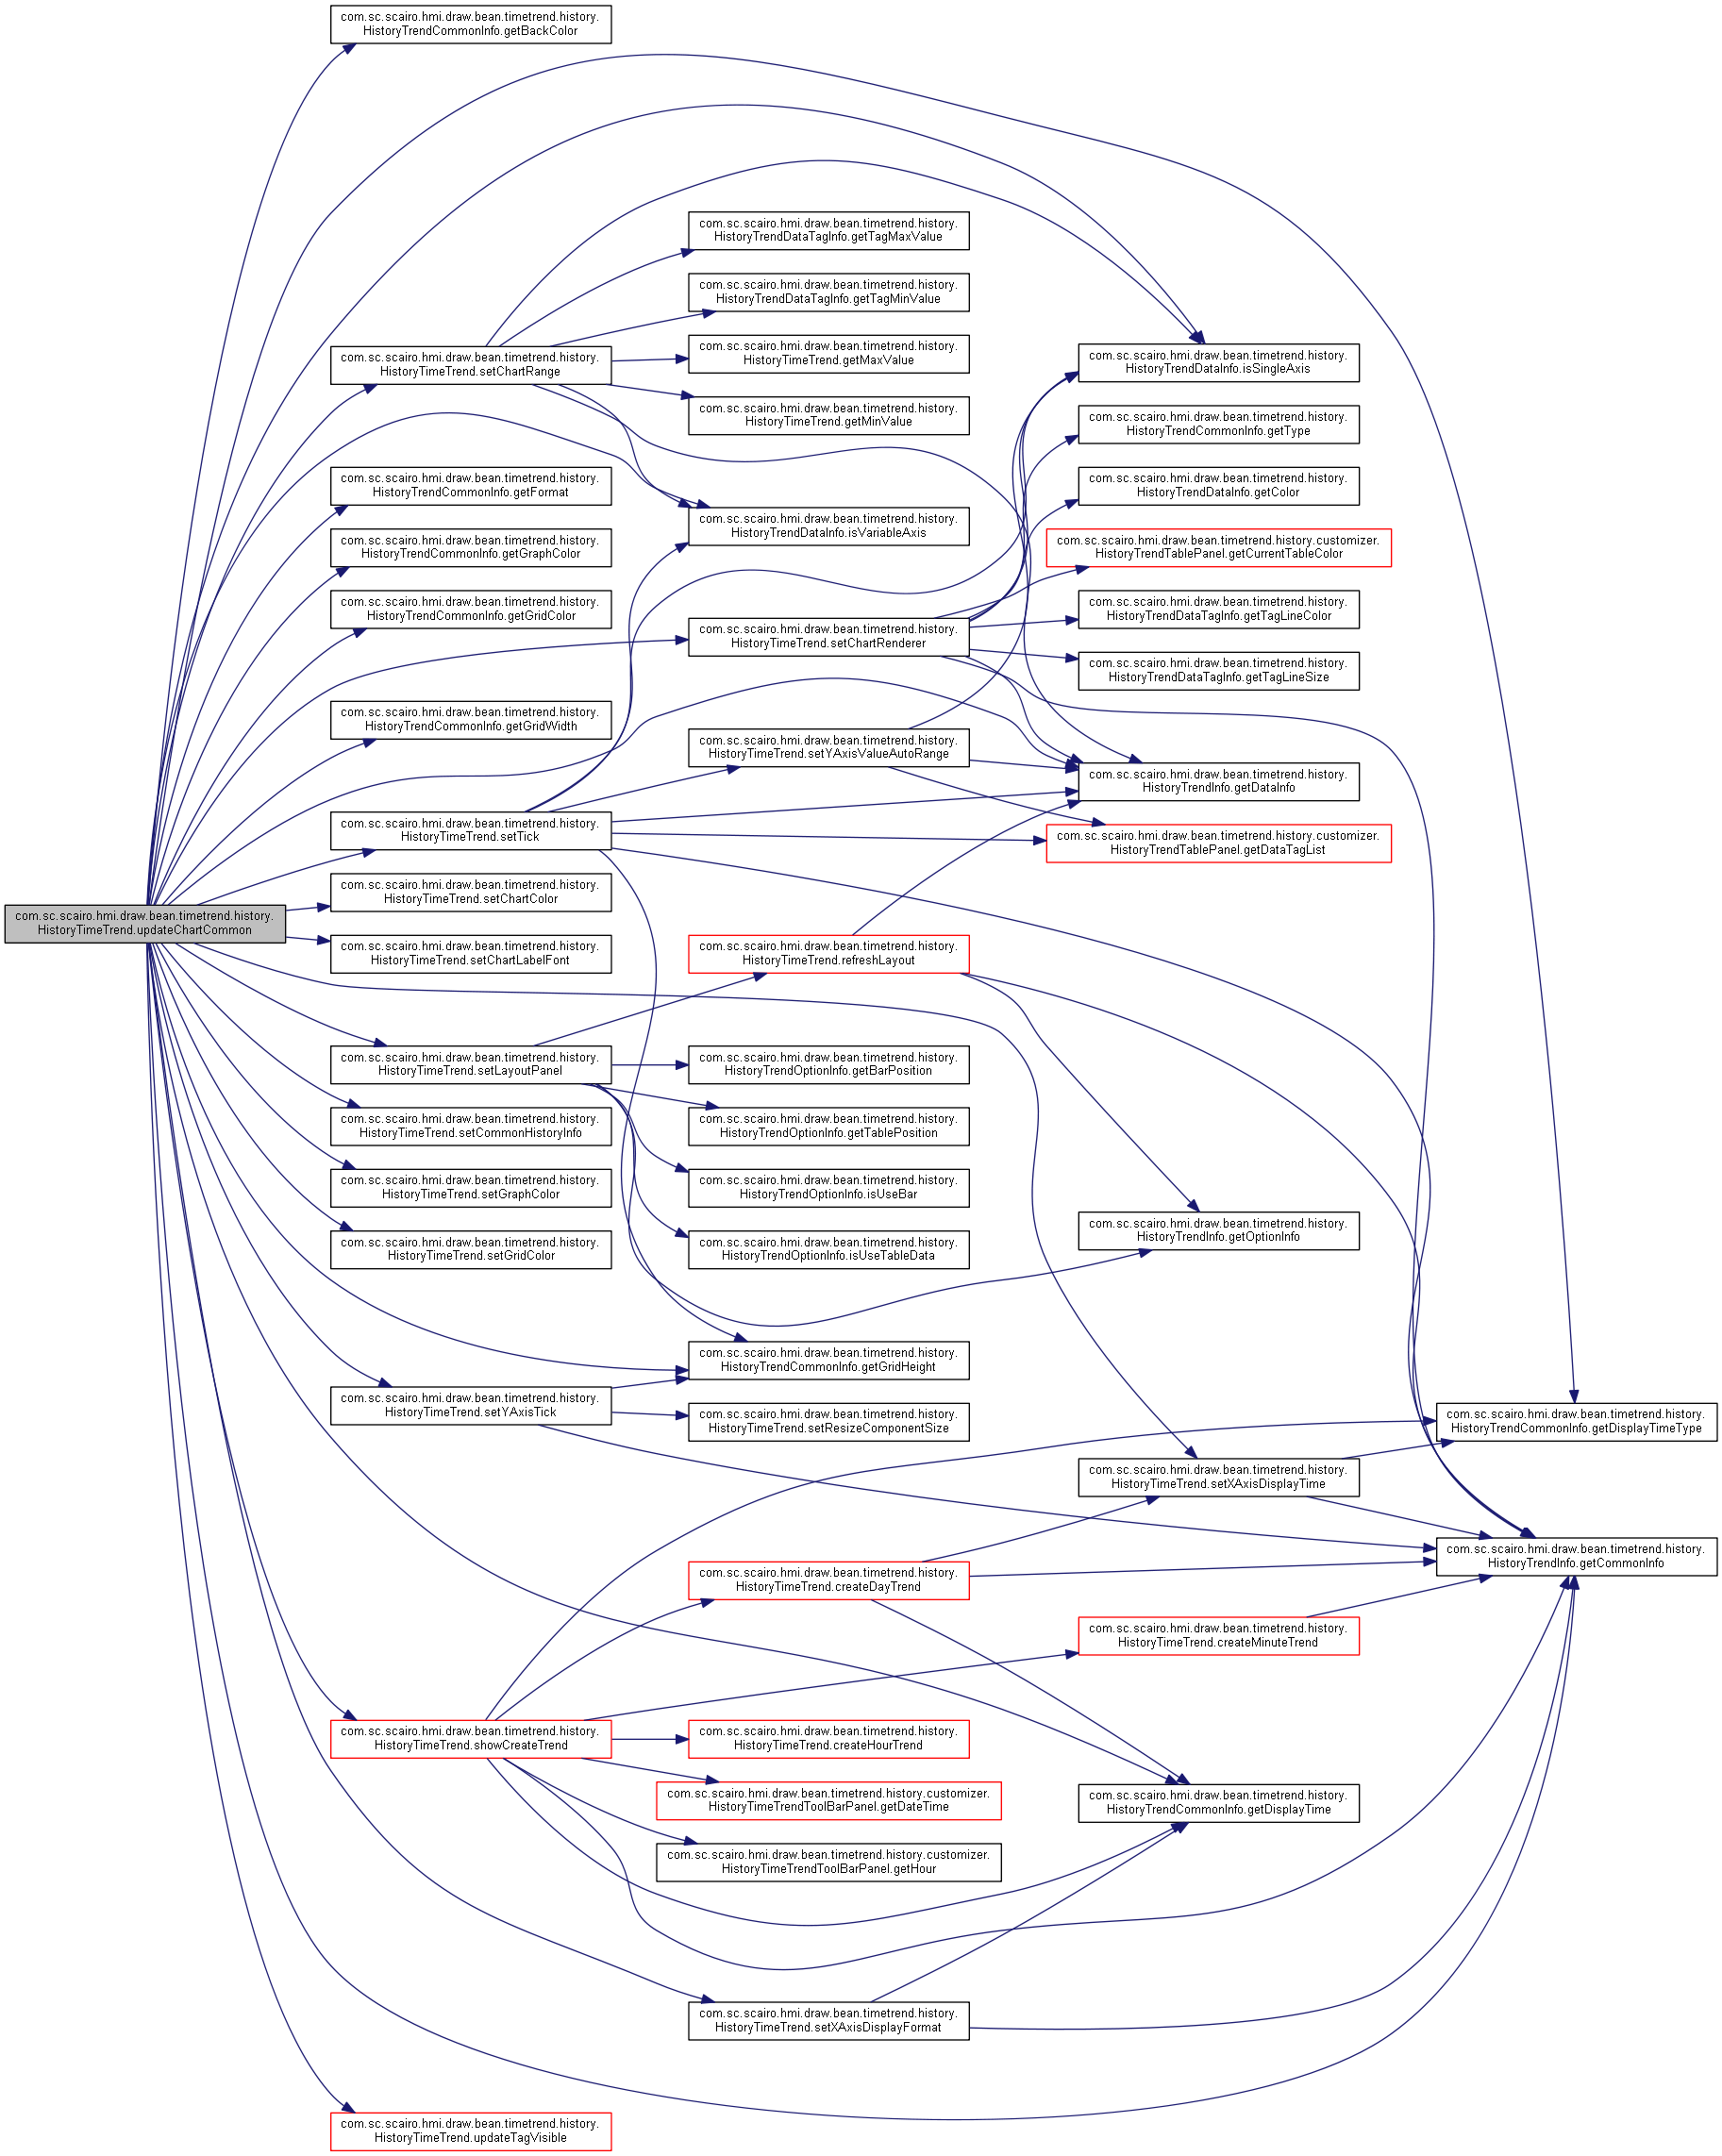 com.sc.scairo.hmi.draw.bean.timetrend.history.
HistoryTimeTrend.updateChartCommon
com.sc.scairo.hmi.draw.bean.timetrend.history.
HistoryTrendCommonInfo.getBackColor
com.sc.scairo.hmi.draw.bean.timetrend.history.
HistoryTimeTrend.setChartRange
com.sc.scairo.hmi.draw.bean.timetrend.history.
HistoryTrendCommonInfo.getFormat
com.sc.scairo.hmi.draw.bean.timetrend.history.
HistoryTrendCommonInfo.getGraphColor
com.sc.scairo.hmi.draw.bean.timetrend.history.
HistoryTrendCommonInfo.getGridColor
com.sc.scairo.hmi.draw.bean.timetrend.history.
HistoryTrendCommonInfo.getGridWidth
com.sc.scairo.hmi.draw.bean.timetrend.history.
HistoryTimeTrend.setTick
com.sc.scairo.hmi.draw.bean.timetrend.history.
HistoryTimeTrend.setChartColor
com.sc.scairo.hmi.draw.bean.timetrend.history.
HistoryTimeTrend.setChartLabelFont
com.sc.scairo.hmi.draw.bean.timetrend.history.
HistoryTimeTrend.setLayoutPanel
com.sc.scairo.hmi.draw.bean.timetrend.history.
HistoryTimeTrend.setCommonHistoryInfo
com.sc.scairo.hmi.draw.bean.timetrend.history.
HistoryTimeTrend.setGraphColor
com.sc.scairo.hmi.draw.bean.timetrend.history.
HistoryTimeTrend.setGridColor
com.sc.scairo.hmi.draw.bean.timetrend.history.
HistoryTimeTrend.setYAxisTick
com.sc.scairo.hmi.draw.bean.timetrend.history.
HistoryTimeTrend.showCreateTrend
com.sc.scairo.hmi.draw.bean.timetrend.history.
HistoryTimeTrend.updateTagVisible
com.sc.scairo.hmi.draw.bean.timetrend.history.
HistoryTrendDataTagInfo.getTagMaxValue
com.sc.scairo.hmi.draw.bean.timetrend.history.
HistoryTrendDataTagInfo.getTagMinValue
com.sc.scairo.hmi.draw.bean.timetrend.history.
HistoryTimeTrend.getMaxValue
com.sc.scairo.hmi.draw.bean.timetrend.history.
HistoryTimeTrend.getMinValue
com.sc.scairo.hmi.draw.bean.timetrend.history.
HistoryTrendDataInfo.isVariableAxis
com.sc.scairo.hmi.draw.bean.timetrend.history.
HistoryTimeTrend.setChartRenderer
com.sc.scairo.hmi.draw.bean.timetrend.history.
HistoryTimeTrend.setYAxisValueAutoRange
com.sc.scairo.hmi.draw.bean.timetrend.history.
HistoryTimeTrend.refreshLayout
com.sc.scairo.hmi.draw.bean.timetrend.history.
HistoryTrendOptionInfo.getBarPosition
com.sc.scairo.hmi.draw.bean.timetrend.history.
HistoryTrendOptionInfo.getTablePosition
com.sc.scairo.hmi.draw.bean.timetrend.history.
HistoryTrendOptionInfo.isUseBar
com.sc.scairo.hmi.draw.bean.timetrend.history.
HistoryTrendOptionInfo.isUseTableData
com.sc.scairo.hmi.draw.bean.timetrend.history.
HistoryTrendCommonInfo.getGridHeight
com.sc.scairo.hmi.draw.bean.timetrend.history.
HistoryTimeTrend.setResizeComponentSize
com.sc.scairo.hmi.draw.bean.timetrend.history.
HistoryTimeTrend.createDayTrend
com.sc.scairo.hmi.draw.bean.timetrend.history.
HistoryTimeTrend.createHourTrend
com.sc.scairo.hmi.draw.bean.timetrend.history.customizer.
HistoryTimeTrendToolBarPanel.getDateTime
com.sc.scairo.hmi.draw.bean.timetrend.history.customizer.
HistoryTimeTrendToolBarPanel.getHour
com.sc.scairo.hmi.draw.bean.timetrend.history.
HistoryTimeTrend.setXAxisDisplayFormat
com.sc.scairo.hmi.draw.bean.timetrend.history.
HistoryTrendDataInfo.isSingleAxis
com.sc.scairo.hmi.draw.bean.timetrend.history.
HistoryTrendCommonInfo.getType
com.sc.scairo.hmi.draw.bean.timetrend.history.
HistoryTrendDataInfo.getColor
com.sc.scairo.hmi.draw.bean.timetrend.history.customizer.
HistoryTrendTablePanel.getCurrentTableColor
com.sc.scairo.hmi.draw.bean.timetrend.history.
HistoryTrendDataTagInfo.getTagLineColor
com.sc.scairo.hmi.draw.bean.timetrend.history.
HistoryTrendDataTagInfo.getTagLineSize
com.sc.scairo.hmi.draw.bean.timetrend.history.
HistoryTrendInfo.getDataInfo
com.sc.scairo.hmi.draw.bean.timetrend.history.customizer.
HistoryTrendTablePanel.getDataTagList
com.sc.scairo.hmi.draw.bean.timetrend.history.
HistoryTrendInfo.getOptionInfo
com.sc.scairo.hmi.draw.bean.timetrend.history.
HistoryTimeTrend.setXAxisDisplayTime
com.sc.scairo.hmi.draw.bean.timetrend.history.
HistoryTimeTrend.createMinuteTrend
com.sc.scairo.hmi.draw.bean.timetrend.history.
HistoryTrendCommonInfo.getDisplayTime
com.sc.scairo.hmi.draw.bean.timetrend.history.
HistoryTrendCommonInfo.getDisplayTimeType
com.sc.scairo.hmi.draw.bean.timetrend.history.
HistoryTrendInfo.getCommonInfo